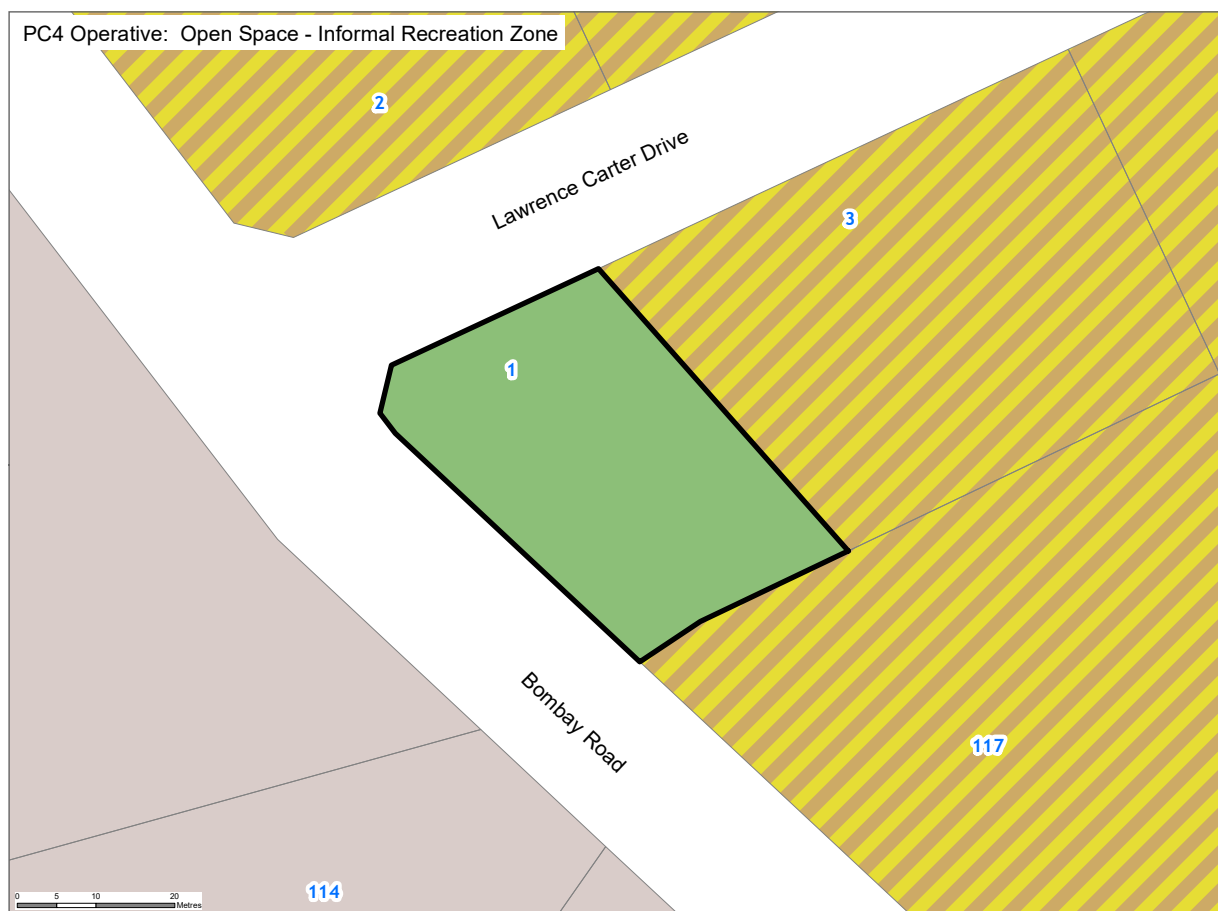 PC4 Operative: Open Space - Informal Recreation Zone
2
Lawrence Carter Drive
3
1
Bombay Road
117
114
0 5 10 20
Metres